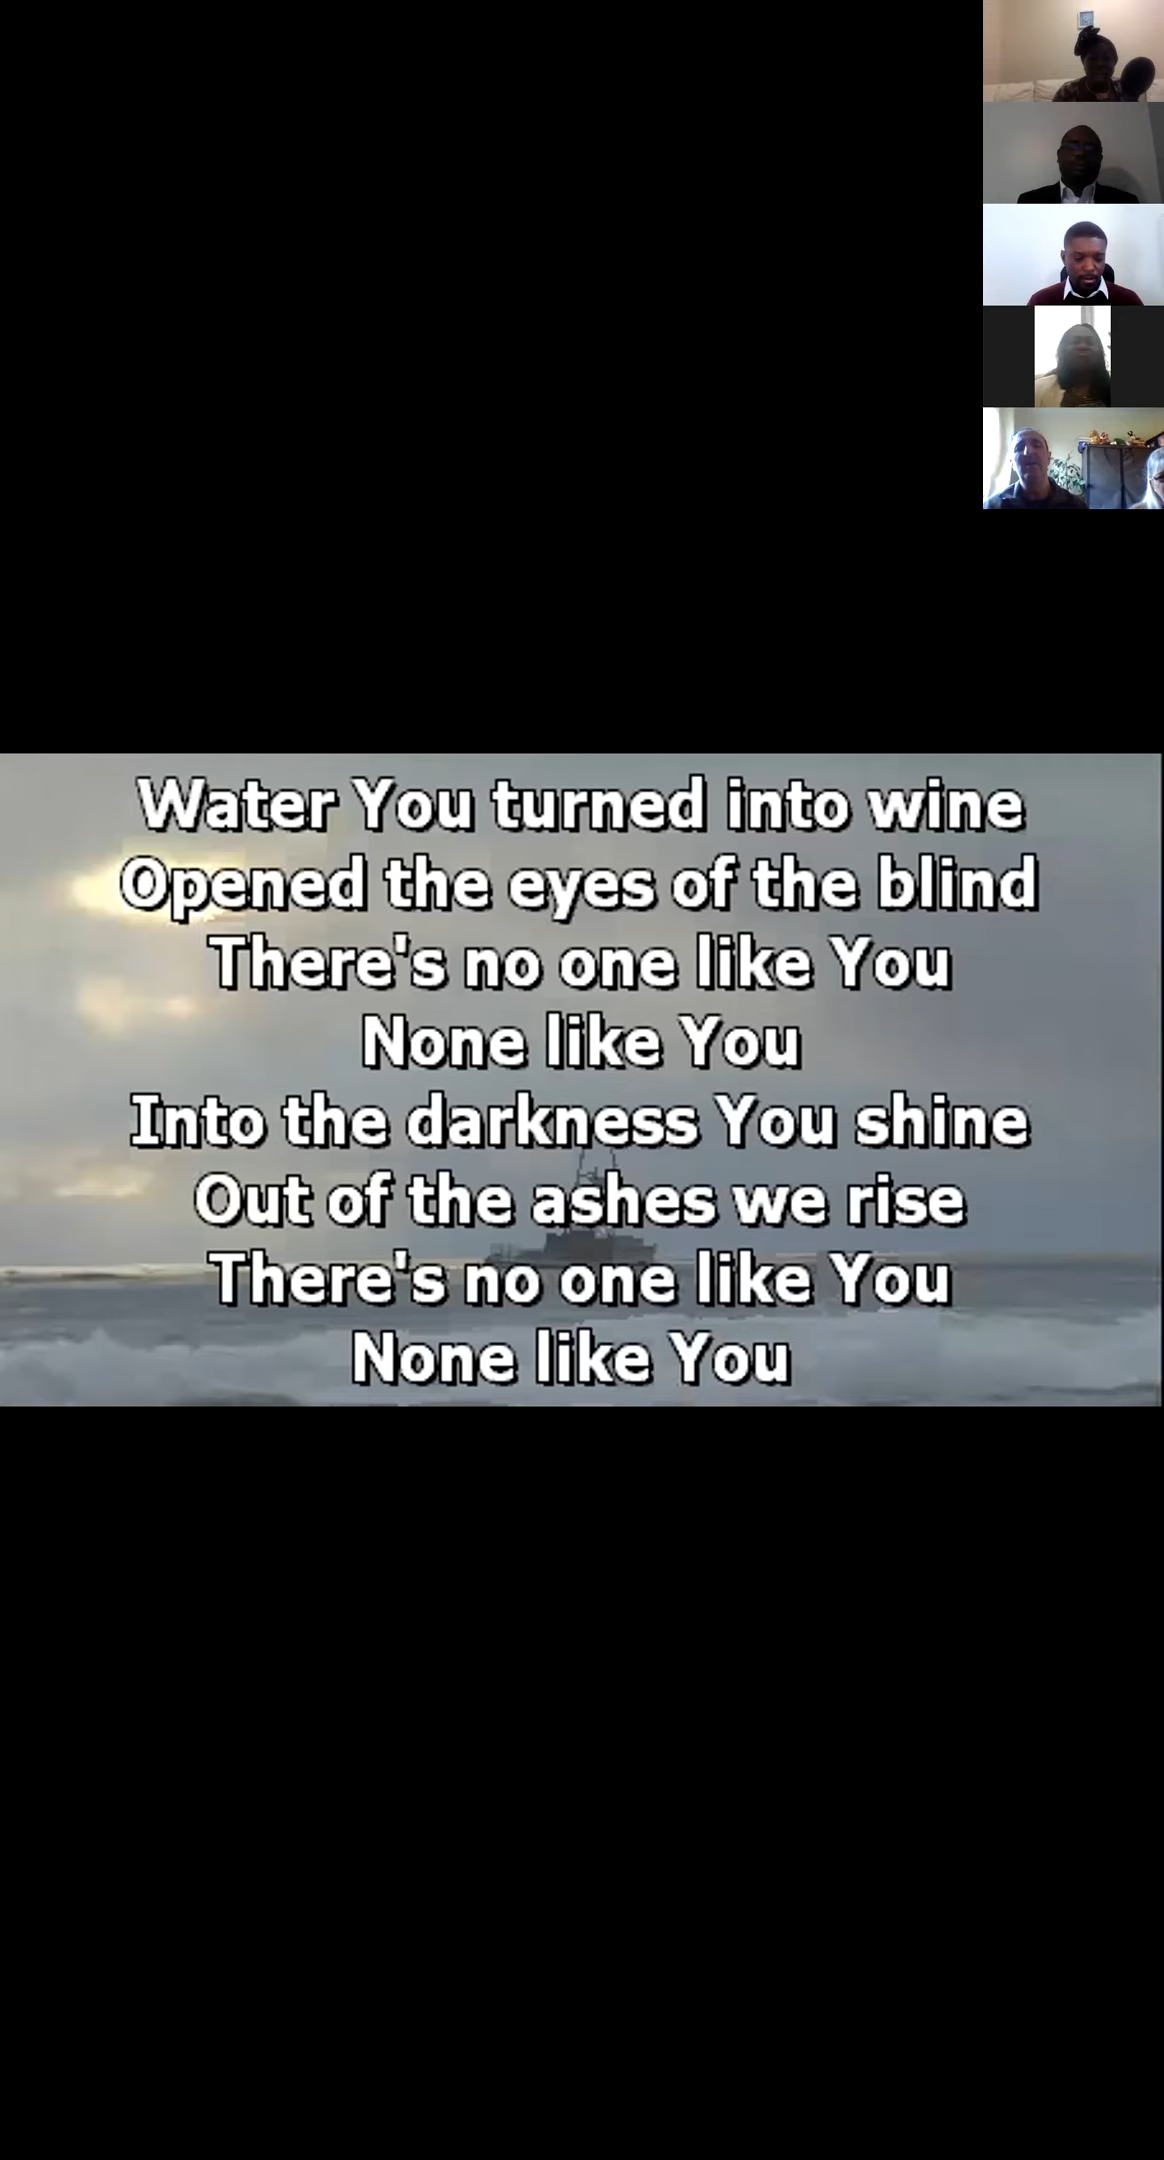 Water You turned into wine
Opened the eyes of the blind
There's no one like You
None like You
Into the darkness You shine
Out of the ashes we rise
There's no one like You
None like You